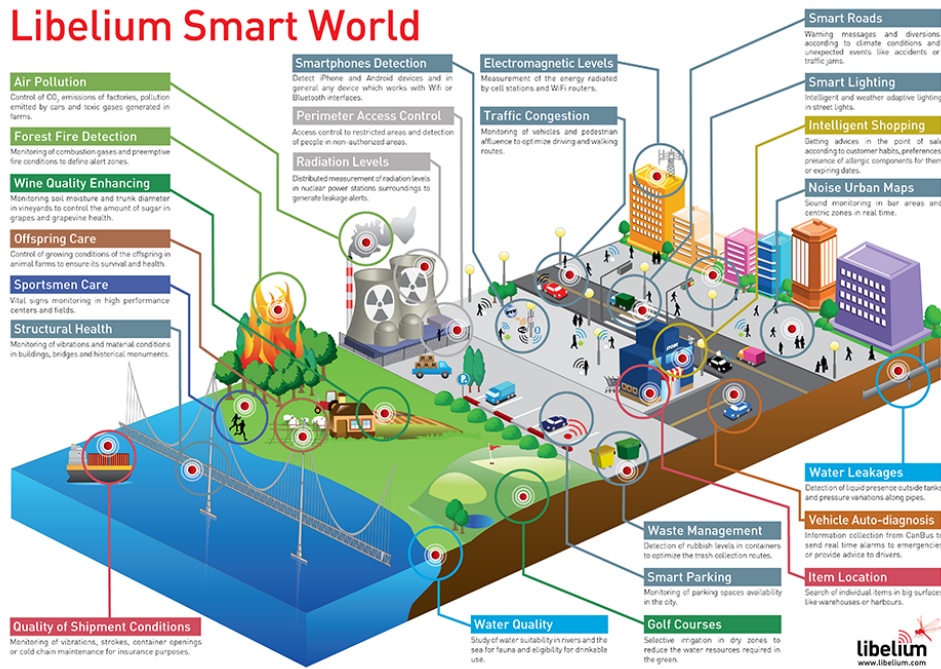 Libelium Smart World
Air Pollution
Control of CO₂ emissions of factories, pollution
emitted by cars and toxic gases generated in
farms.
Forest Fire Detection
Monitoring of combustion gases and preemptive
fire conditions to define alert zones.
Wine Quality Enhancing
Monitoring soil moisture and trunk diameter
in vineyards to control the amount of sugar in
grapes and grapevine health.
Offspring Care
Control of growing conditions of the offspring in
animal farms to ensure its survival and health.
Sportsmen Care
Vital signs monitoring in high performance
centers and fields.
Structural Health
Monitoring of vibrations and material conditions
in buildings, bridges and historical monuments.
Quality of Shipment Conditions
Monitoring of vibrations, strokes, container openings
or cold chain maintenance for insurance purposes.
Smartphones Detection
Detect iPhone and Android devices and in
general any device which works with Wifi or
Bluetooth interfaces.
Perimeter Access Control
Access control to restricted areas and detection
of people in non-authorized areas.
Radiation Levels
Distributed measurement of radiation levels
in nuclear power stations surroundings to
generate leakage alerts.
Electromagnetic Levels
Measurement of the energy radiated
by cell stations and WiFi routers.
Traffic Congestion
Monitoring of vehicles and pedestrian
affluence to optimize driving and walking
routes.
Smart Roads
Warning messages and diversions
according to climate conditions and
unexpected events like accidents or
traffic jams.
Smart Lighting
Intelligent and weather adaptive lighting
in street lights.
Intelligent Shopping
Getting advices in the point of sale
according to customer habits, preferences,
presence of allergic components for them
or expiring dates.
Noise Urban Maps
Sound monitoring in bar areas and
centric zones in real time.
Water Leakages
Detection of liquid presence outside tanks
and pressure variations along pipes.
Vehicle Auto-diagnosis
Information collection from CanBus to
send real time alarms to emergencies
or provide advice to drivers.
Item Location
Search of individual items in big surfaces
like warehouses or harbours.
Waste Management
Detection of rubbish levels in containers
to optimize the trash collection routes.
Smart Parking
Monitoring of parking spaces availability
in the city.
Golf Courses
Selective irrigation in dry zones to
reduce the water resources required in
the green.
Water Quality
Study of water suitability in rivers and the
sea for fauna and eligibility for drinkable
use.
P
libelium
www.libelium.com